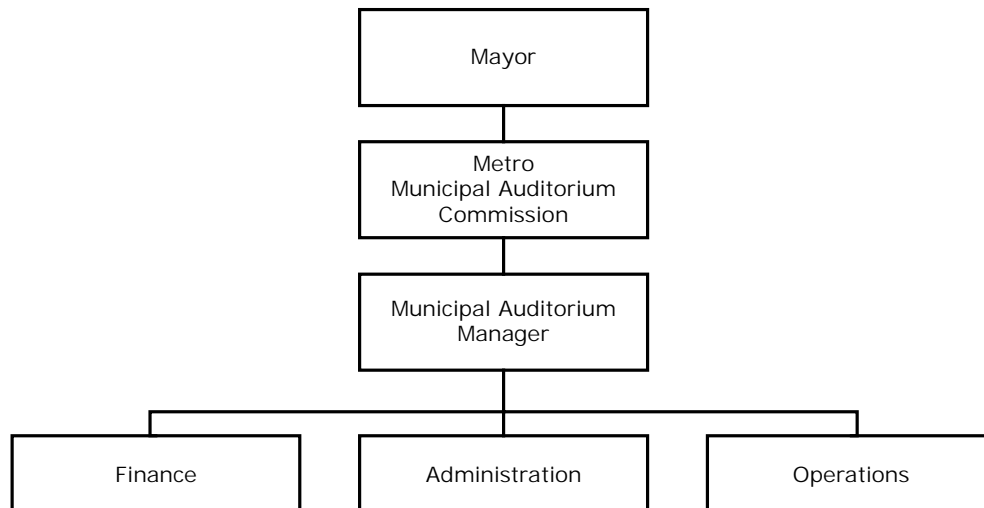 Mayor
Metro
Municipal Auditorium
Commission
Municipal Auditorium
Manager
Finance
Administration
Operations